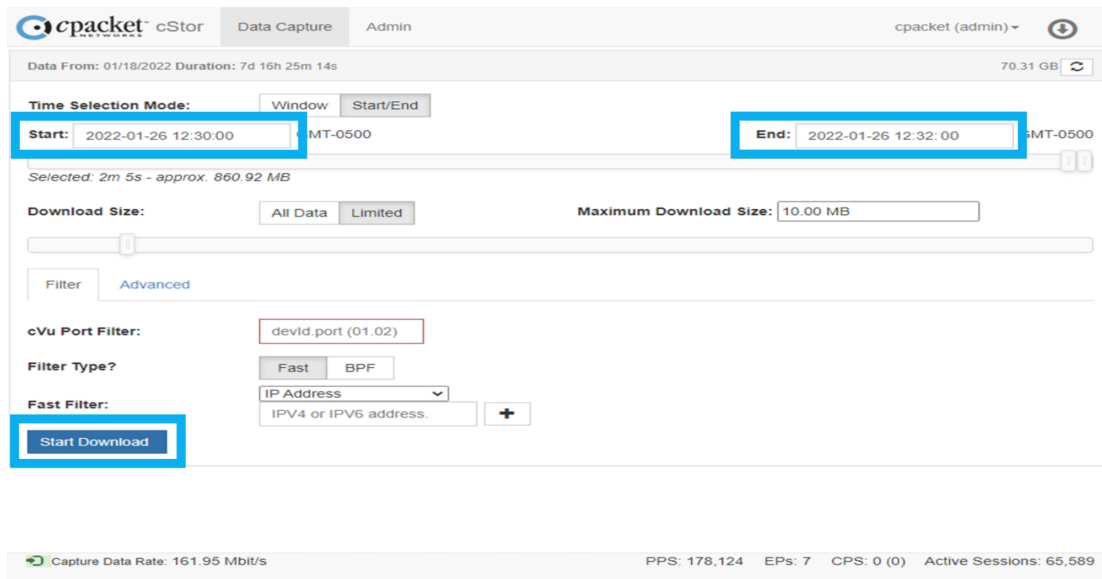 cpacket NETWORKS cStor Data Capture Admin cpacket (admin)
Data From: 01/18/2022 Duration: 7d 16h 25m 14s 70.31 GB
Time Selection Mode: Window Start/End
Start: 2022-01-26 12:30:00 GMT-0500 End: 2022-01-26 12:32: 00 GMT-0500
Selected: 2m 5s - approx. 860.92 MB
Download Size: All Data Limited Maximum Download Size: 10.00 MB
Filter Advanced
cVu Port Filter: devId.port (01.02)
Filter Type? Fast BPF
IP Address
Fast Filter: IPV4 or IPV6 address. +
Start Download
Capture Data Rate: 161.95 Mbit/s PPS: 178,124 EPs: 7 CPS: 0 (0) Active Sessions: 65,589